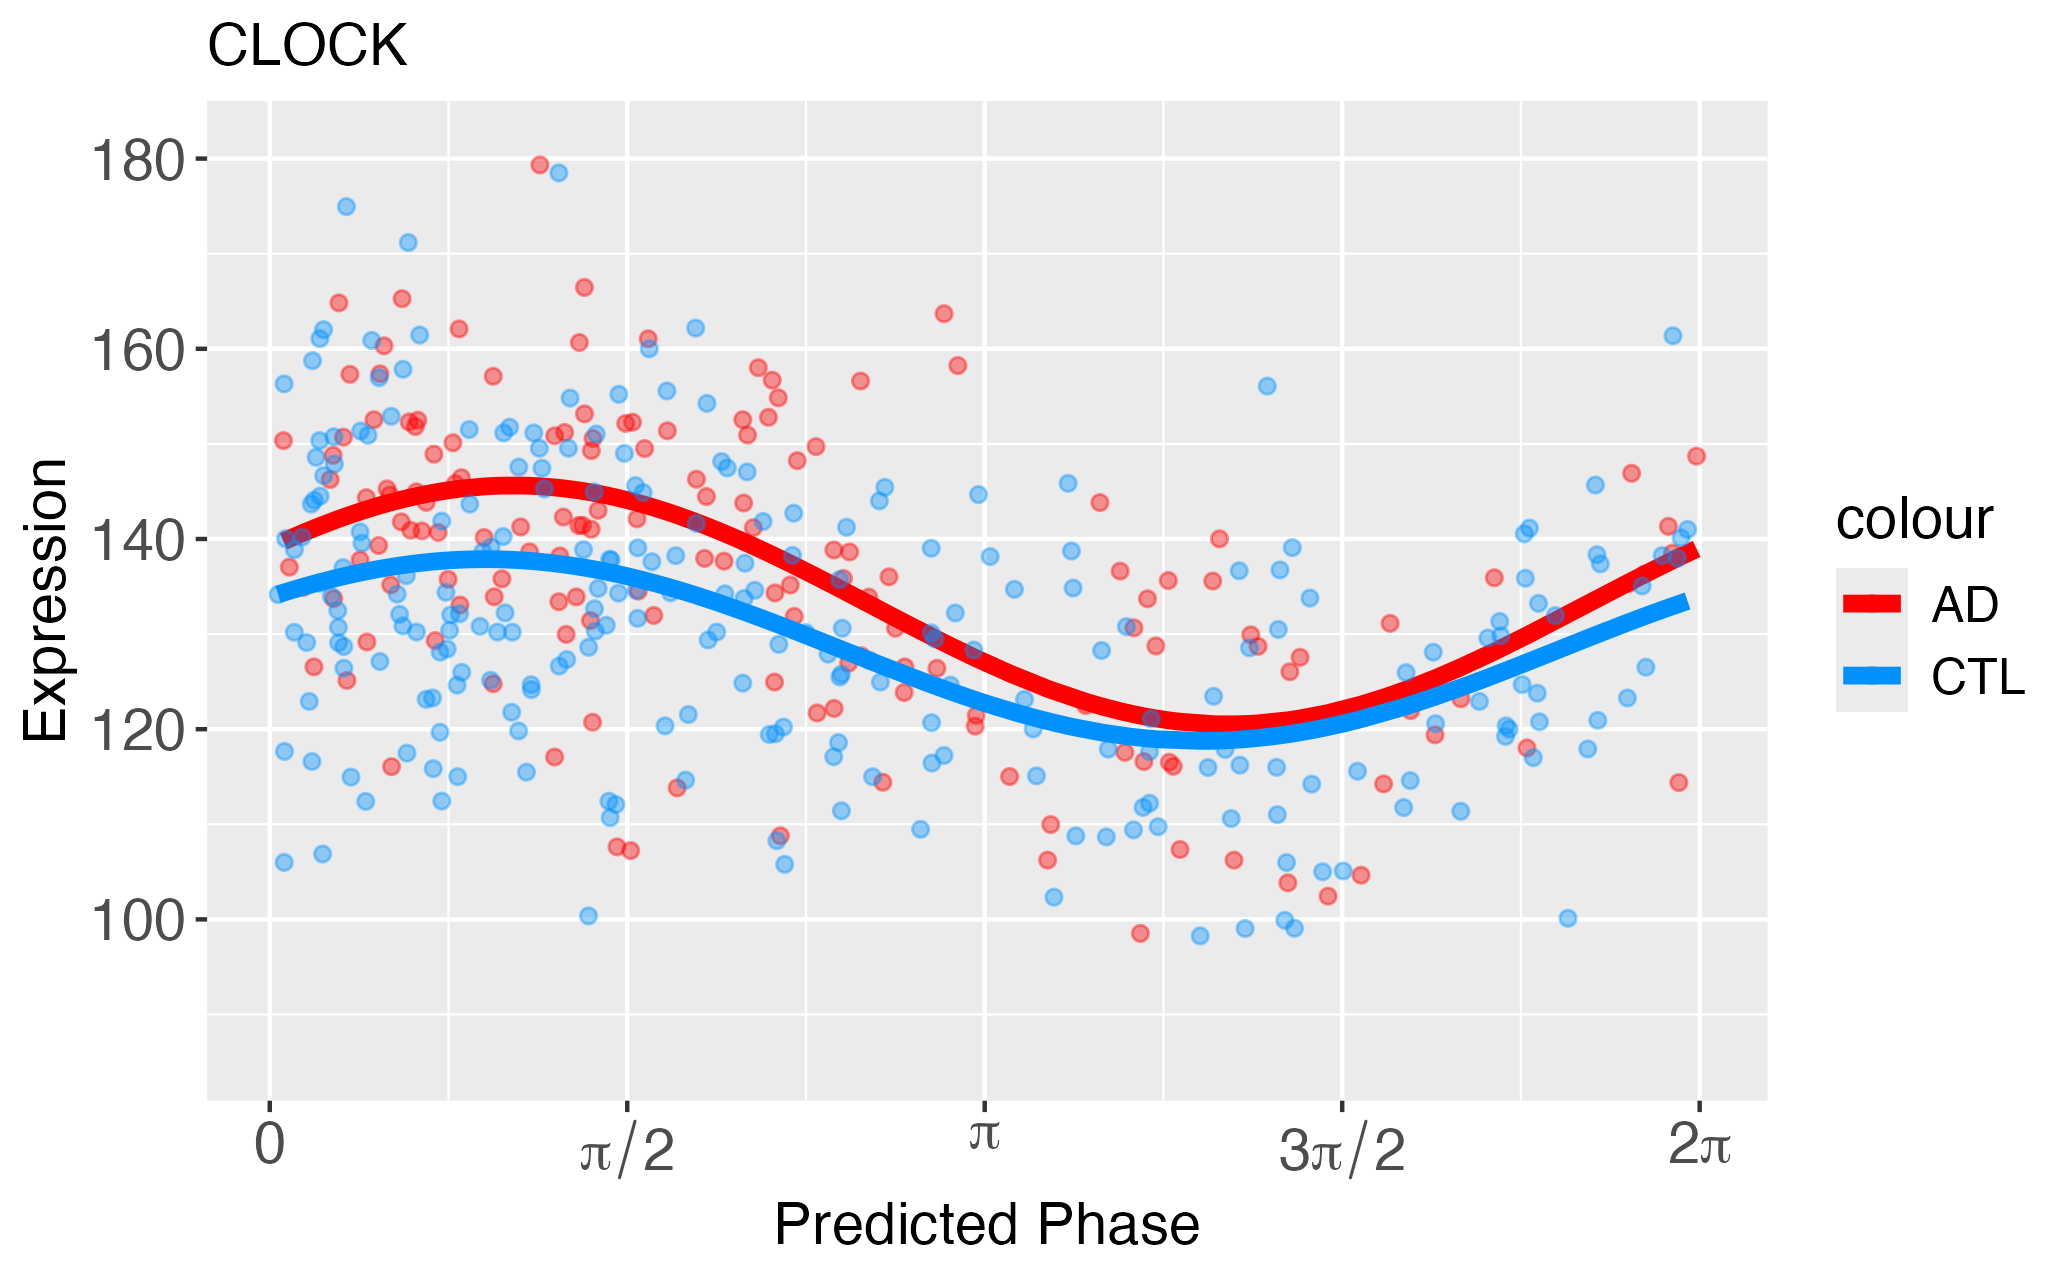 CLOCK
180
160
140
120
100
Expression
0
π/2
π
3π/2
2π
Predicted Phase
colour
AD
CTL